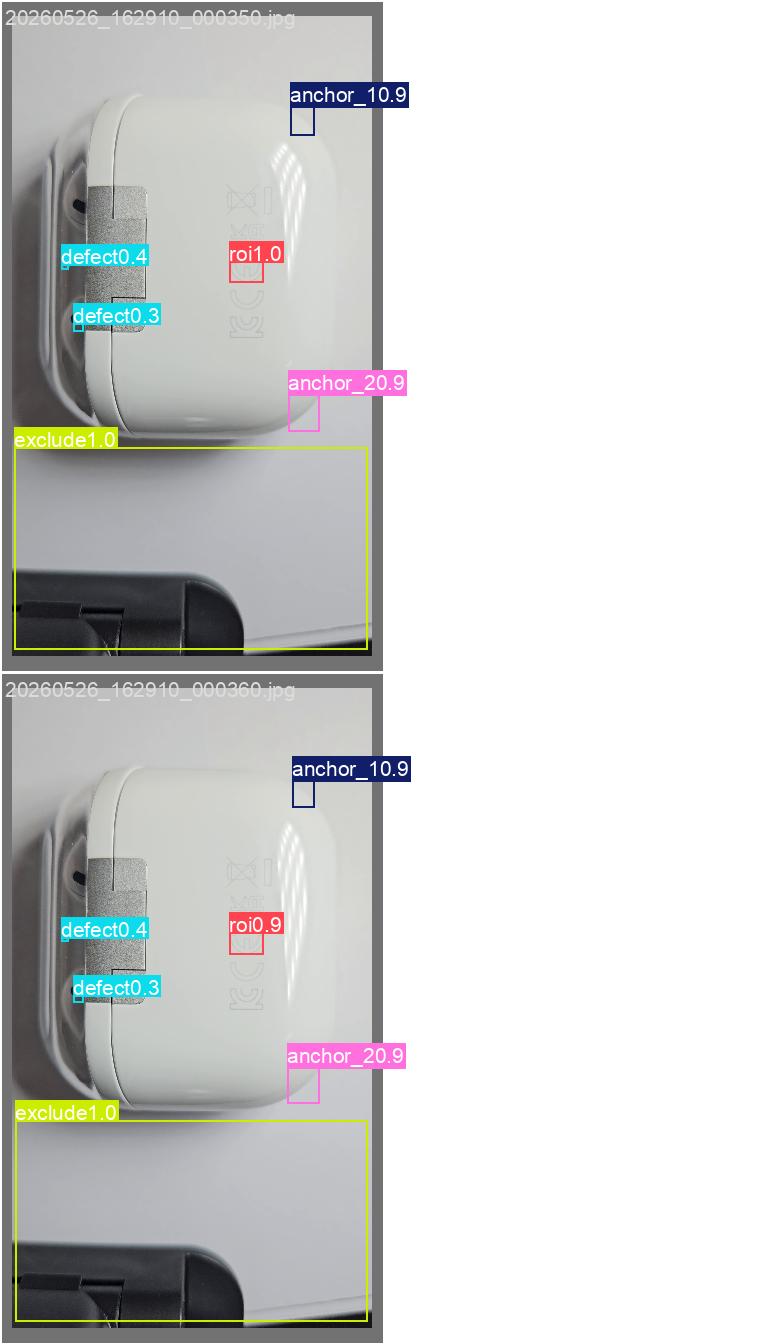 20260526_162910_000350.jpg
anchor_10.9
defect0.4
roi1.0
defect0.3
anchor_20.9
exclude1.0
20260526_162910_000360.jpg
anchor_10.9
defect0.4
roi0.9
defect0.3
anchor_20.9
exclude1.0